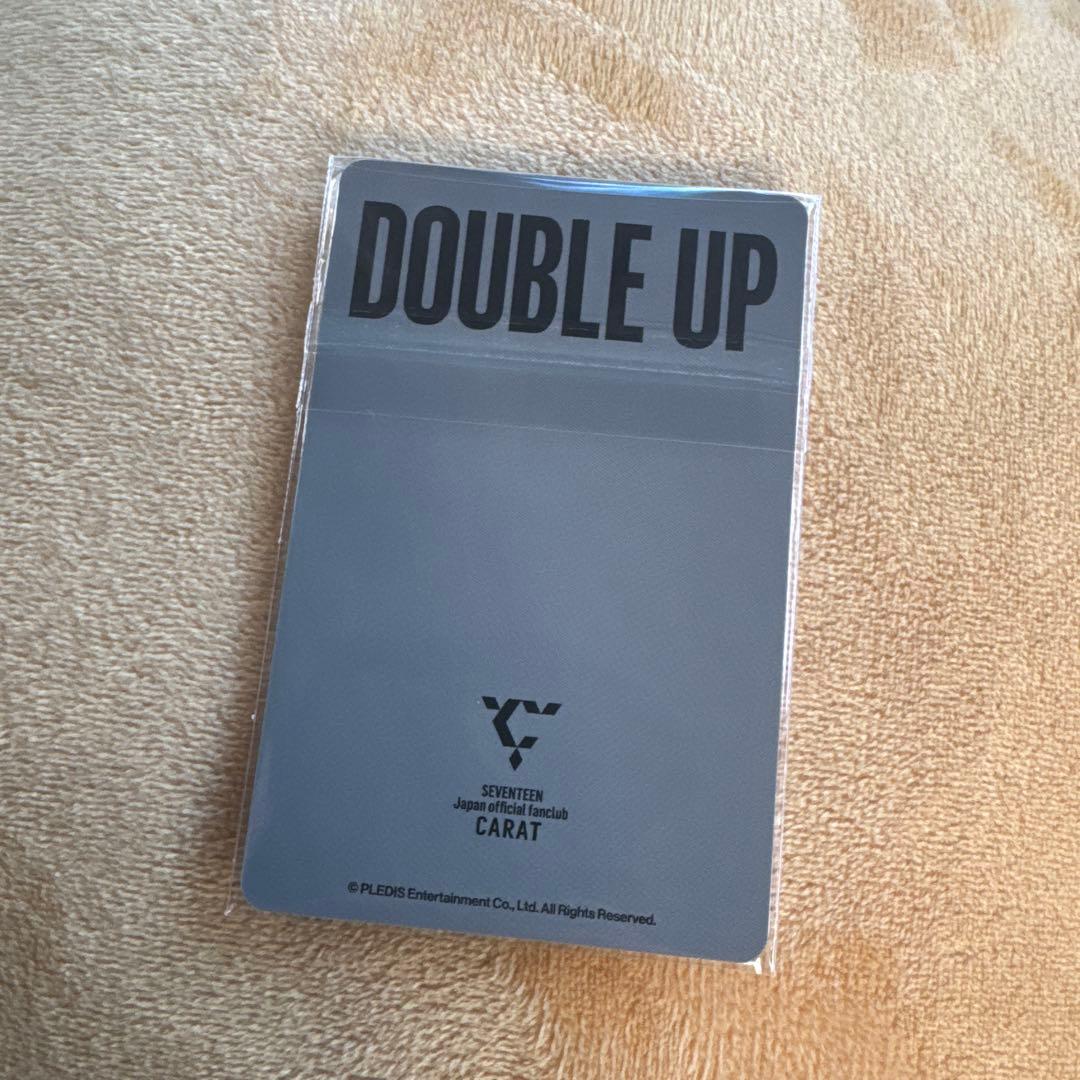 DOUBLE UP
SEVENTEEN
Japan official fanclub
CARAT
© PLEDIS Entertainment Co., Ltd. All Rights Reserved.